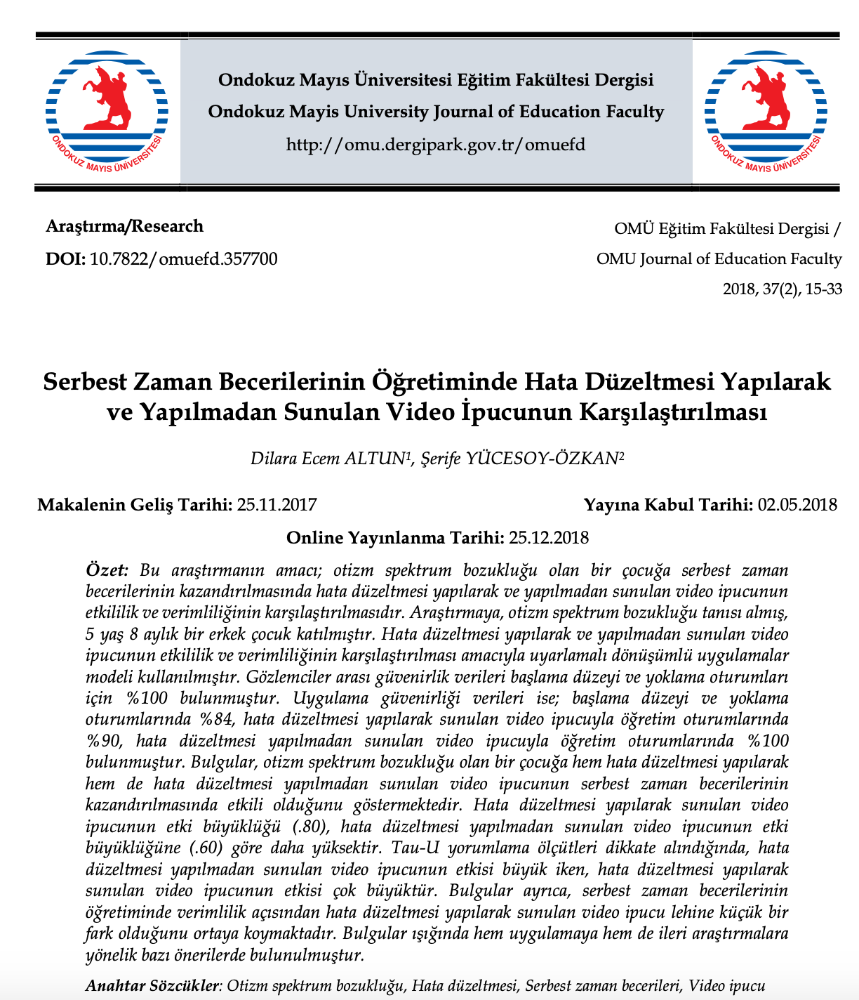 Ondokuz Mayıs Üniversitesi Eğitim Fakültesi Dergisi
Ondokuz Mayis University Journal of Education Faculty
http://omu.dergipark.gov.tr/omuefd
ONDOKUZ MAYIS ÜNİVERSİTESİ
ONDOKUZ MAYIS ÜNİVERSİTESİ
Araştırma/Research
DOI: 10.7822/omuefd.357700
OMÜ Eğitim Fakültesi Dergisi /
OMU Journal of Education Faculty
2018, 37(2), 15-33
Serbest Zaman Becerilerinin Öğretiminde Hata Düzeltmesi Yapılarak
ve Yapılmadan Sunulan Video İpucunun Karşılaştırılması
Dilara Ecem ALTUN¹, Şerife YÜCESOY-ÖZKAN²
Makalenin Geliş Tarihi: 25.11.2017
Yayına Kabul Tarihi: 02.05.2018
Online Yayınlanma Tarihi: 25.12.2018
Özet: Bu araştırmanın amacı; otizm spektrum bozukluğu olan bir çocuğa serbest zaman
becerilerinin kazandırılmasında hata düzeltmesi yapılarak ve yapılmadan sunulan video ipucunun
etkililik ve verimliliğinin karşılaştırılmasıdır. Araştırmaya, otizm spektrum bozukluğu tanısı almış,
5 yaş 8 aylık bir erkek çocuk katılmıştır. Hata düzeltmesi yapılarak ve yapılmadan sunulan video
ipucunun etkililik ve verimliliğinin karşılaştırılması amacıyla uyarlamalı dönüşümlü uygulamalar
modeli kullanılmıştır. Gözlemciler arası güvenirlik verileri başlama düzeyi ve yoklama oturumları
için %100 bulunmuştur. Uygulama güvenirliği verileri ise; başlama düzeyi ve yoklama
oturumlarında %84, hata düzeltmesi yapılarak sunulan video ipucuyla öğretim oturumlarında
%90, hata düzeltmesi yapılmadan sunulan video ipucuyla öğretim oturumlarında %100
bulunmuştur. Bulgular, otizm spektrum bozukluğu olan bir çocuğa hem hata düzeltmesi yapılarak
hem de hata düzeltmesi yapılmadan sunulan video ipucunun serbest zaman becerilerinin
kazandırılmasında etkili olduğunu göstermektedir. Hata düzeltmesi yapılarak sunulan video
ipucunun etki büyüklüğü (.80), hata düzeltmesi yapılmadan sunulan video ipucunun etki
büyüklüğüne (.60) göre daha yüksektir. Tau-U yorumlama ölçütleri dikkate alındığında, hata
düzeltmesi yapılmadan sunulan video ipucunun etkisi büyük iken, hata düzeltmesi yapılarak
sunulan video ipucunun etkisi çok büyüktür. Bulgular ayrıca, serbest zaman becerilerinin
öğretiminde verimlilik açısından hata düzeltmesi yapılarak sunulan video ipucu lehine küçük bir
fark olduğunu ortaya koymaktadır. Bulgular ışığında hem uygulamaya hem de ileri araştırmalara
yönelik bazı önerilerde bulunulmuştur.
Anahtar Sözcükler: Otizm spektrum bozukluğu, Hata düzeltmesi, Serbest zaman becerileri, Video ipucu